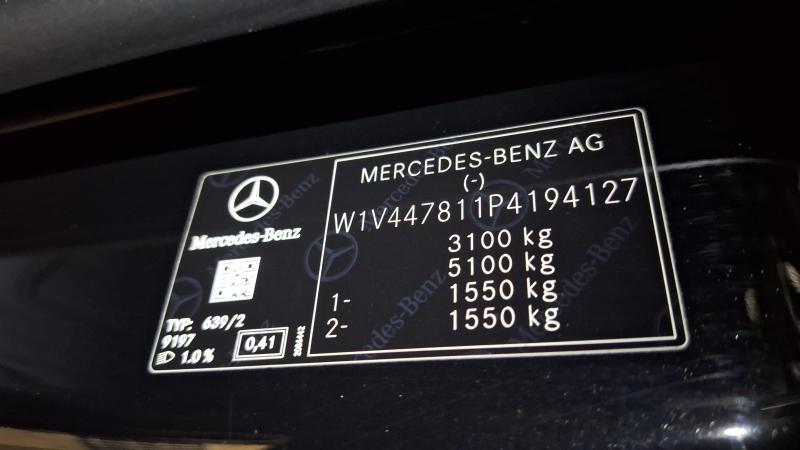 Mercedes-Benz
TYP: 639/2
9197
1.0 % 0,41
MERCEDES-BENZ AG
(-)
W1V447811P4194127
3100 kg
5100 kg
1- 1550 kg
2- 1550 kg